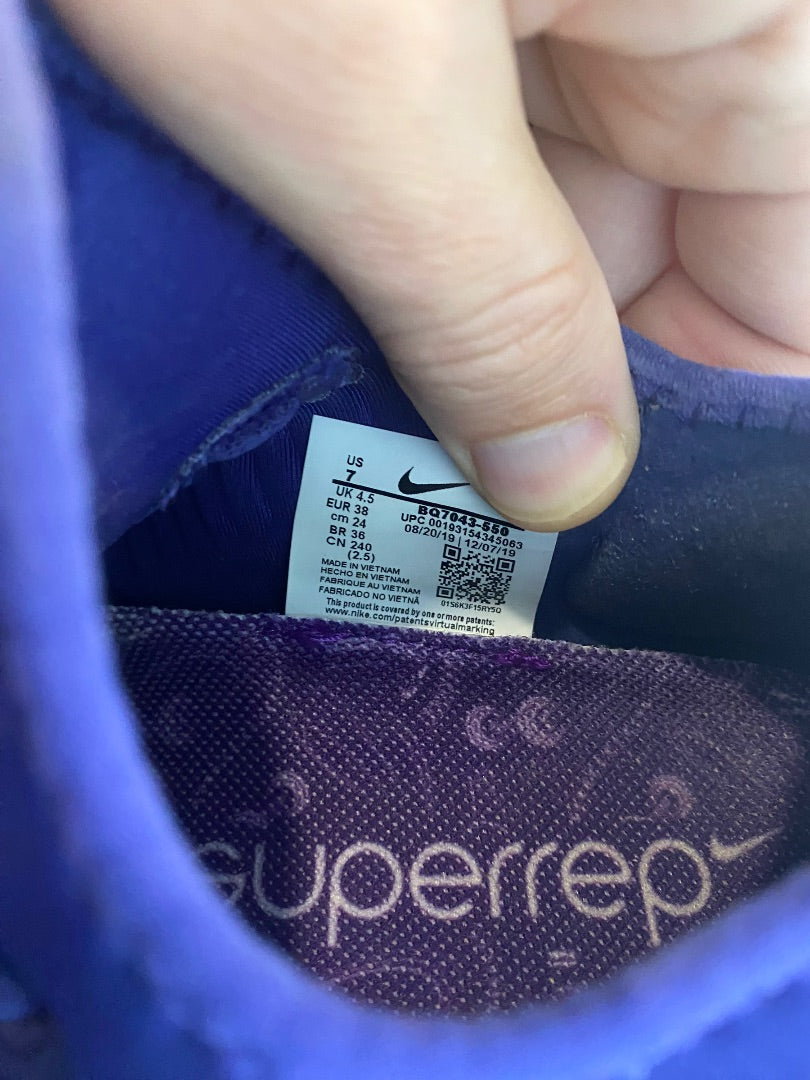 US
7
UK 4.5
EUR 38
cm 24
BR 36
CN 240
(2.5)
BQ7043-550
UPC 00193154345063
08/20/19 | 12/07/19
MADE IN VIETNAM
HECHO EN VIETNAM
FABRIQUE AU VIETNAM
FABRICADO NO VIETNÃ
01S6K3F15RY5Q
This product is covered by one or more patents:
www.nike.com/patentsvirtualmarking
superrep